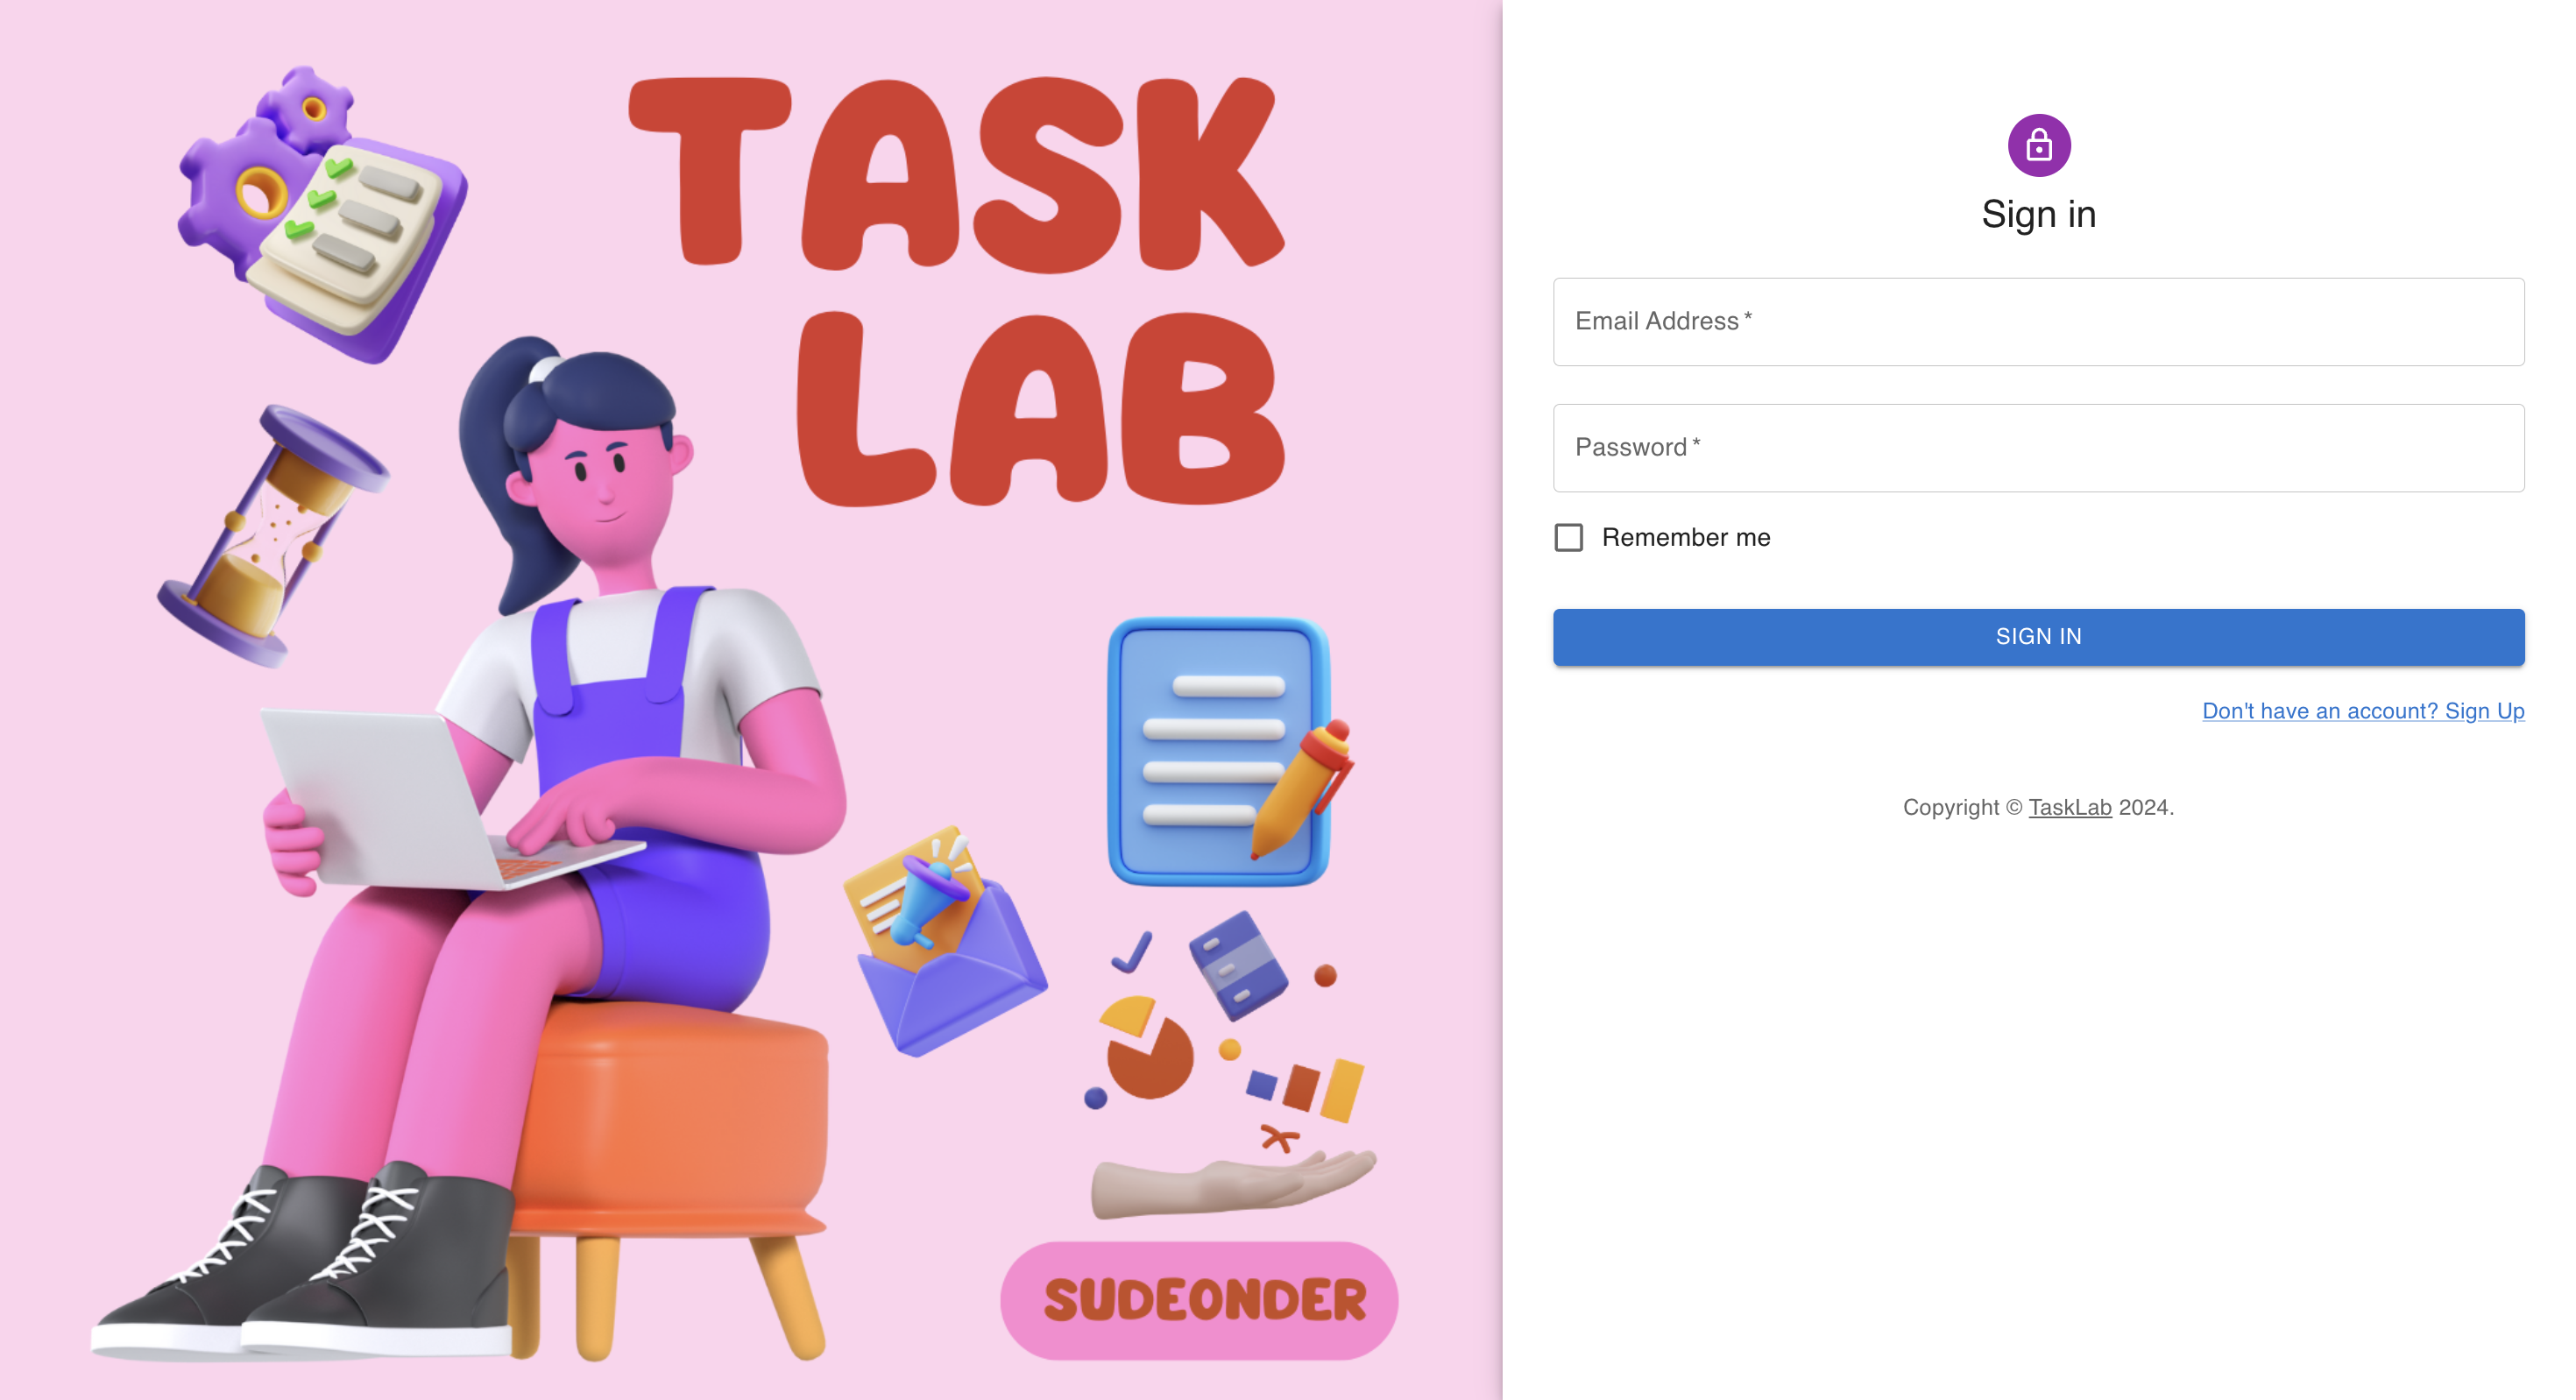 TASK
LAB
SUDEONDER
Sign in
Email Address *
Password *
Remember me
SIGN IN
Don't have an account? Sign Up
Copyright © TaskLab 2024.